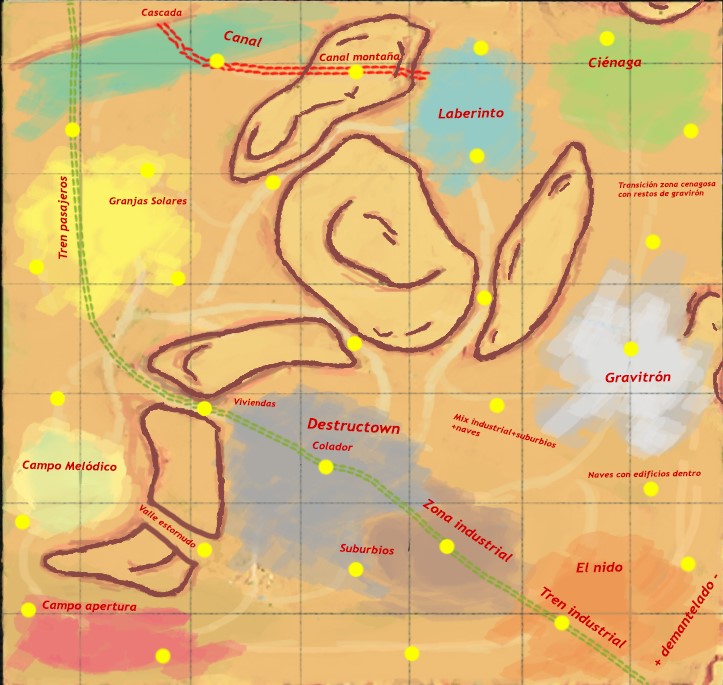 Cascada
Canal
Canal montaña
Ciénaga
Laberinto
Tren pasajeros
Granjas Solares
Transición zona cenagosa
con restos de gravirón
Gravitrón
Viviendas
Destructown
Colador
Mix industrial+suburbios
+naves
Campo Melódico
Naves con edificios dentro
Valle estornudo
Zona industrial
Suburbios
El nido
Campo apertura
Tren industrial
+ demantelado -